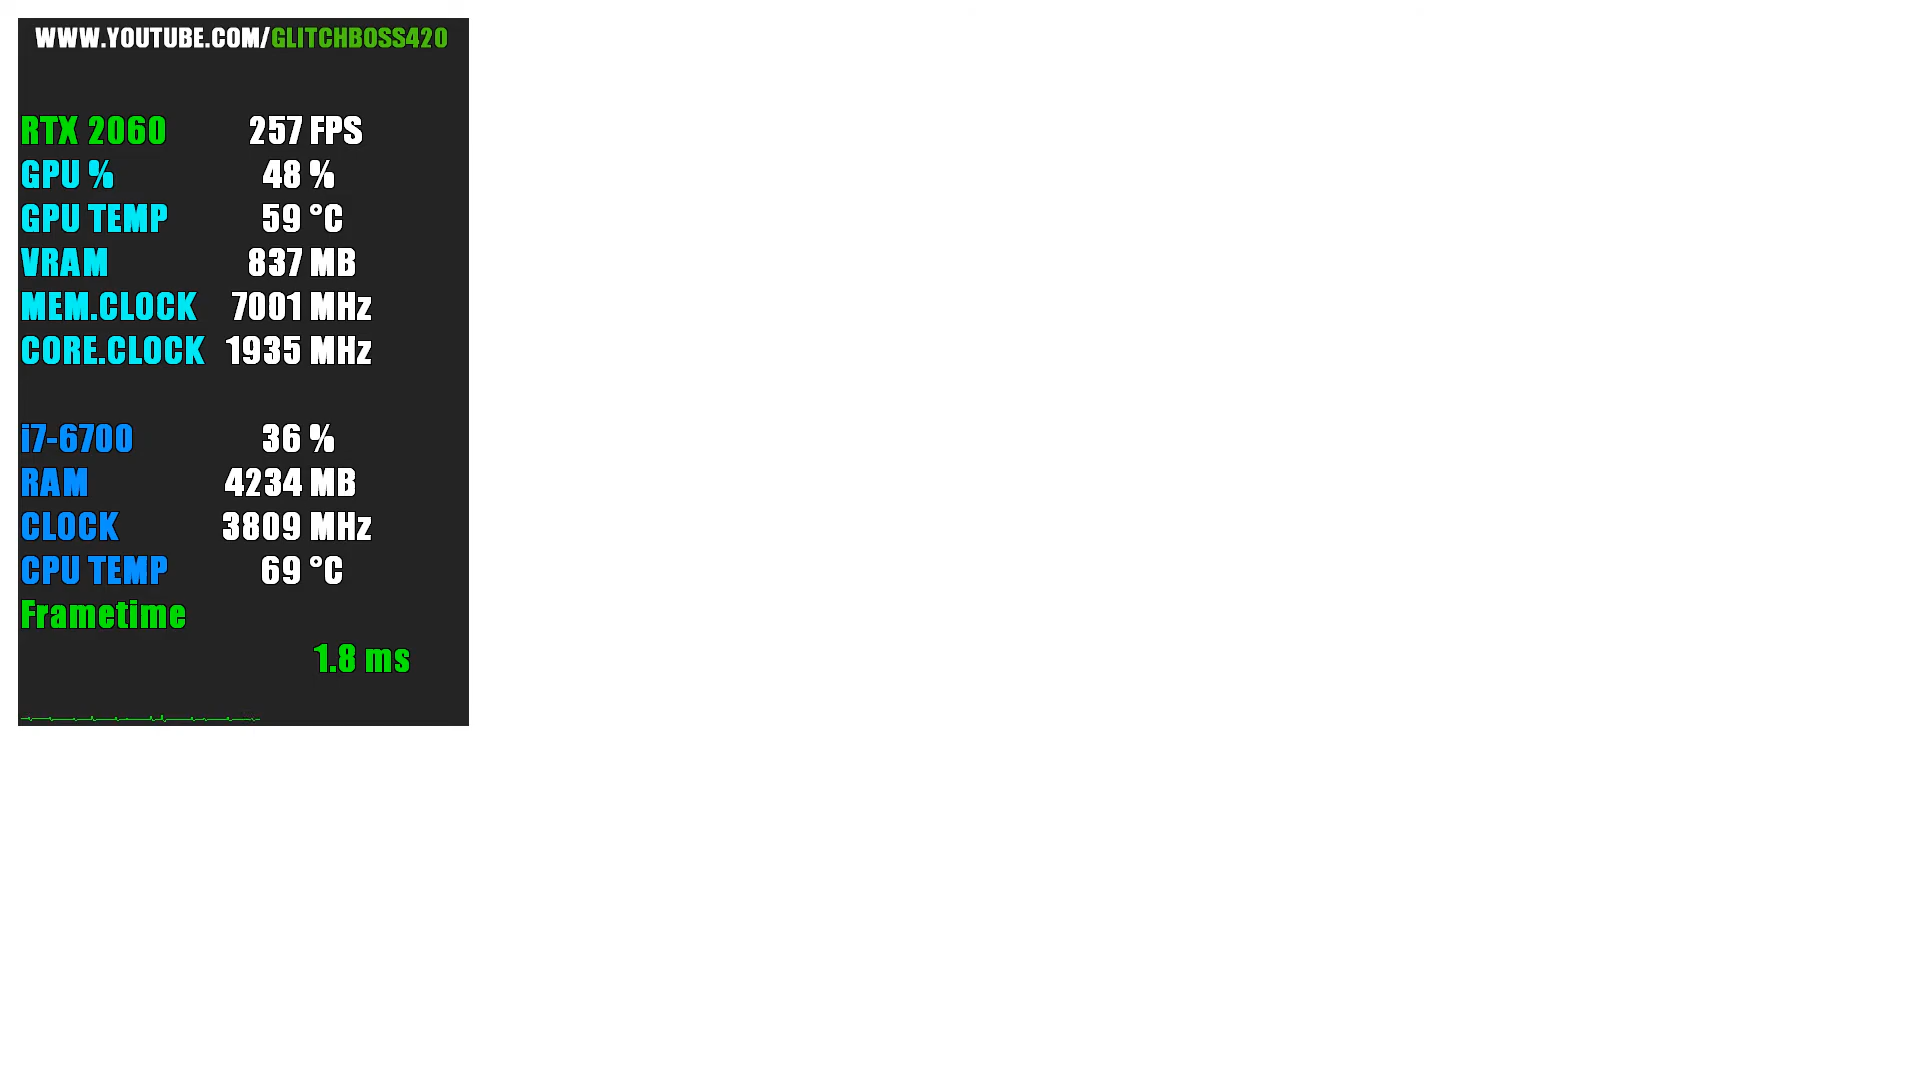 WWW.YOUTUBE.COM/GLITCHBOSS420
RTX 2060 257 FPS
GPU % 48 %
GPU TEMP 59 °C
VRAM 837 MB
MEM.CLOCK 7001 MHz
CORE.CLOCK 1935 MHz
i7-6700 36 %
RAM 4234 MB
CLOCK 3809 MHz
CPU TEMP 69 °C
Frametime
1.8 ms